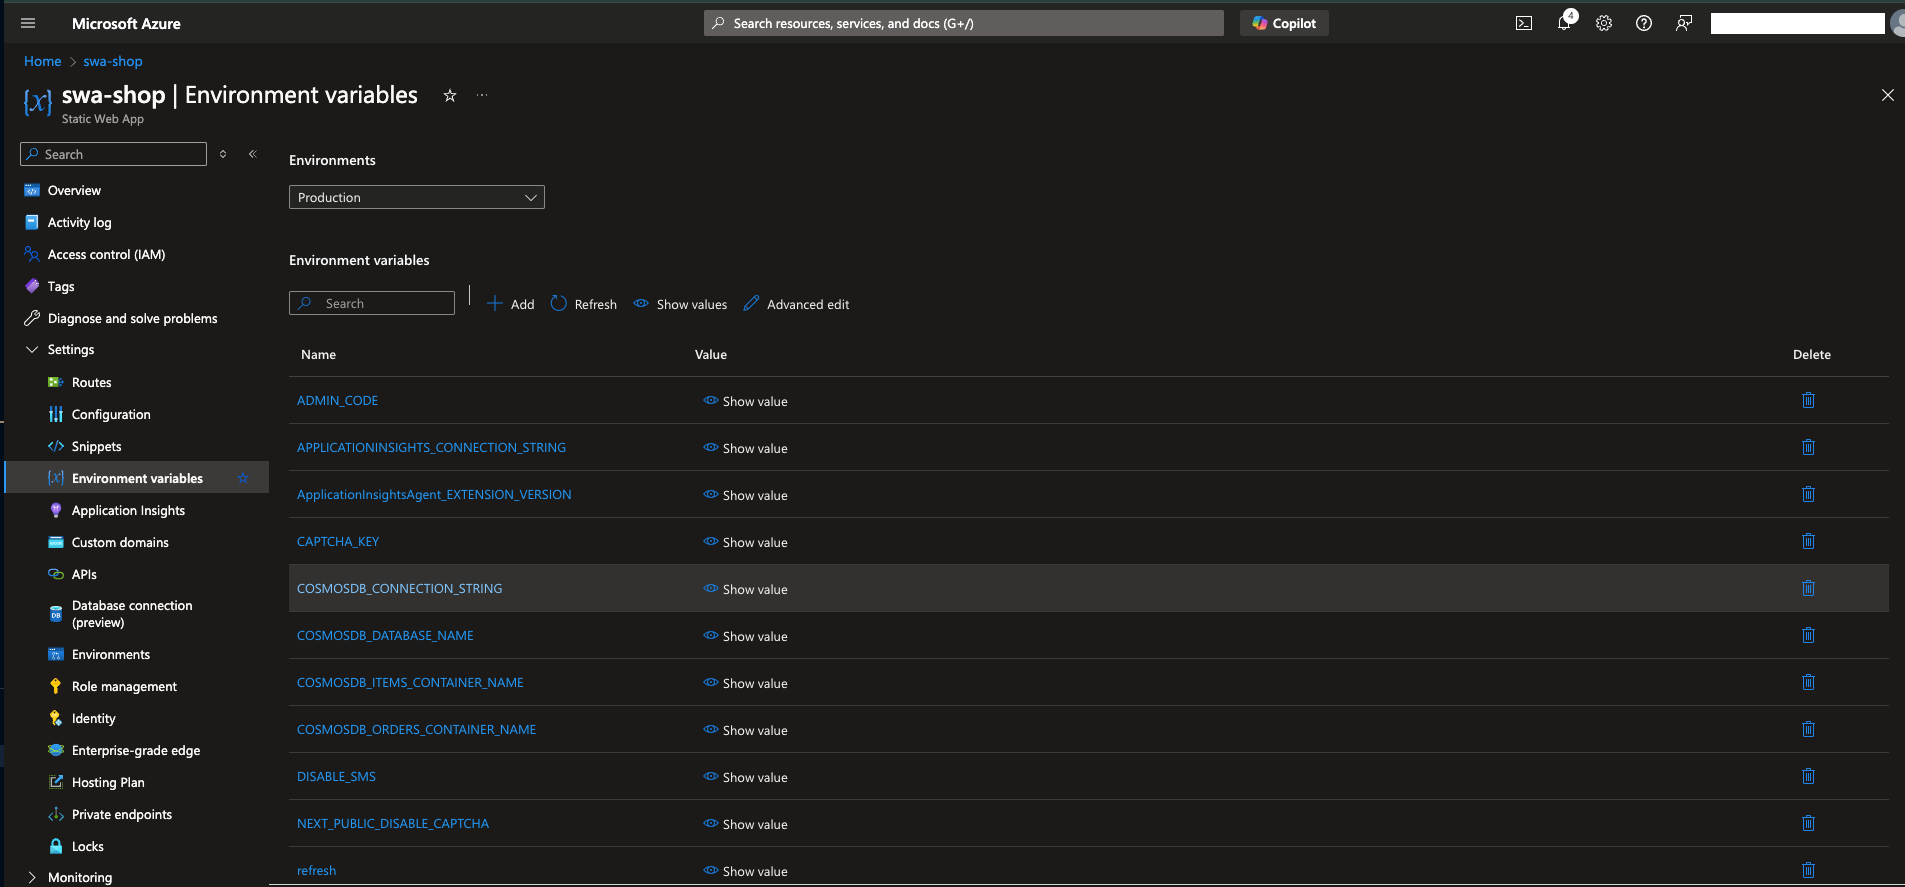 Microsoft Azure
Search resources, services, and docs (G+/)
Copilot
4
Home > swa-shop
swa-shop | Environment variables
Static Web App
Search
Overview
Activity log
Access control (IAM)
Tags
Diagnose and solve problems
Settings
Routes
Configuration
Snippets
Environment variables
Application Insights
Custom domains
APIs
Database connection
(preview)
Environments
Role management
Identity
Enterprise-grade edge
Hosting Plan
Private endpoints
Locks
Monitoring
Environments
Production
Environment variables
Search
Add
Refresh
Show values
Advanced edit
Name Value Delete
ADMIN_CODE Show value
APPLICATIONINSIGHTS_CONNECTION_STRING Show value
ApplicationInsightsAgent_EXTENSION_VERSION Show value
CAPTCHA_KEY Show value
COSMOSDB_CONNECTION_STRING Show value
COSMOSDB_DATABASE_NAME Show value
COSMOSDB_ITEMS_CONTAINER_NAME Show value
COSMOSDB_ORDERS_CONTAINER_NAME Show value
DISABLE_SMS Show value
NEXT_PUBLIC_DISABLE_CAPTCHA Show value
refresh Show value